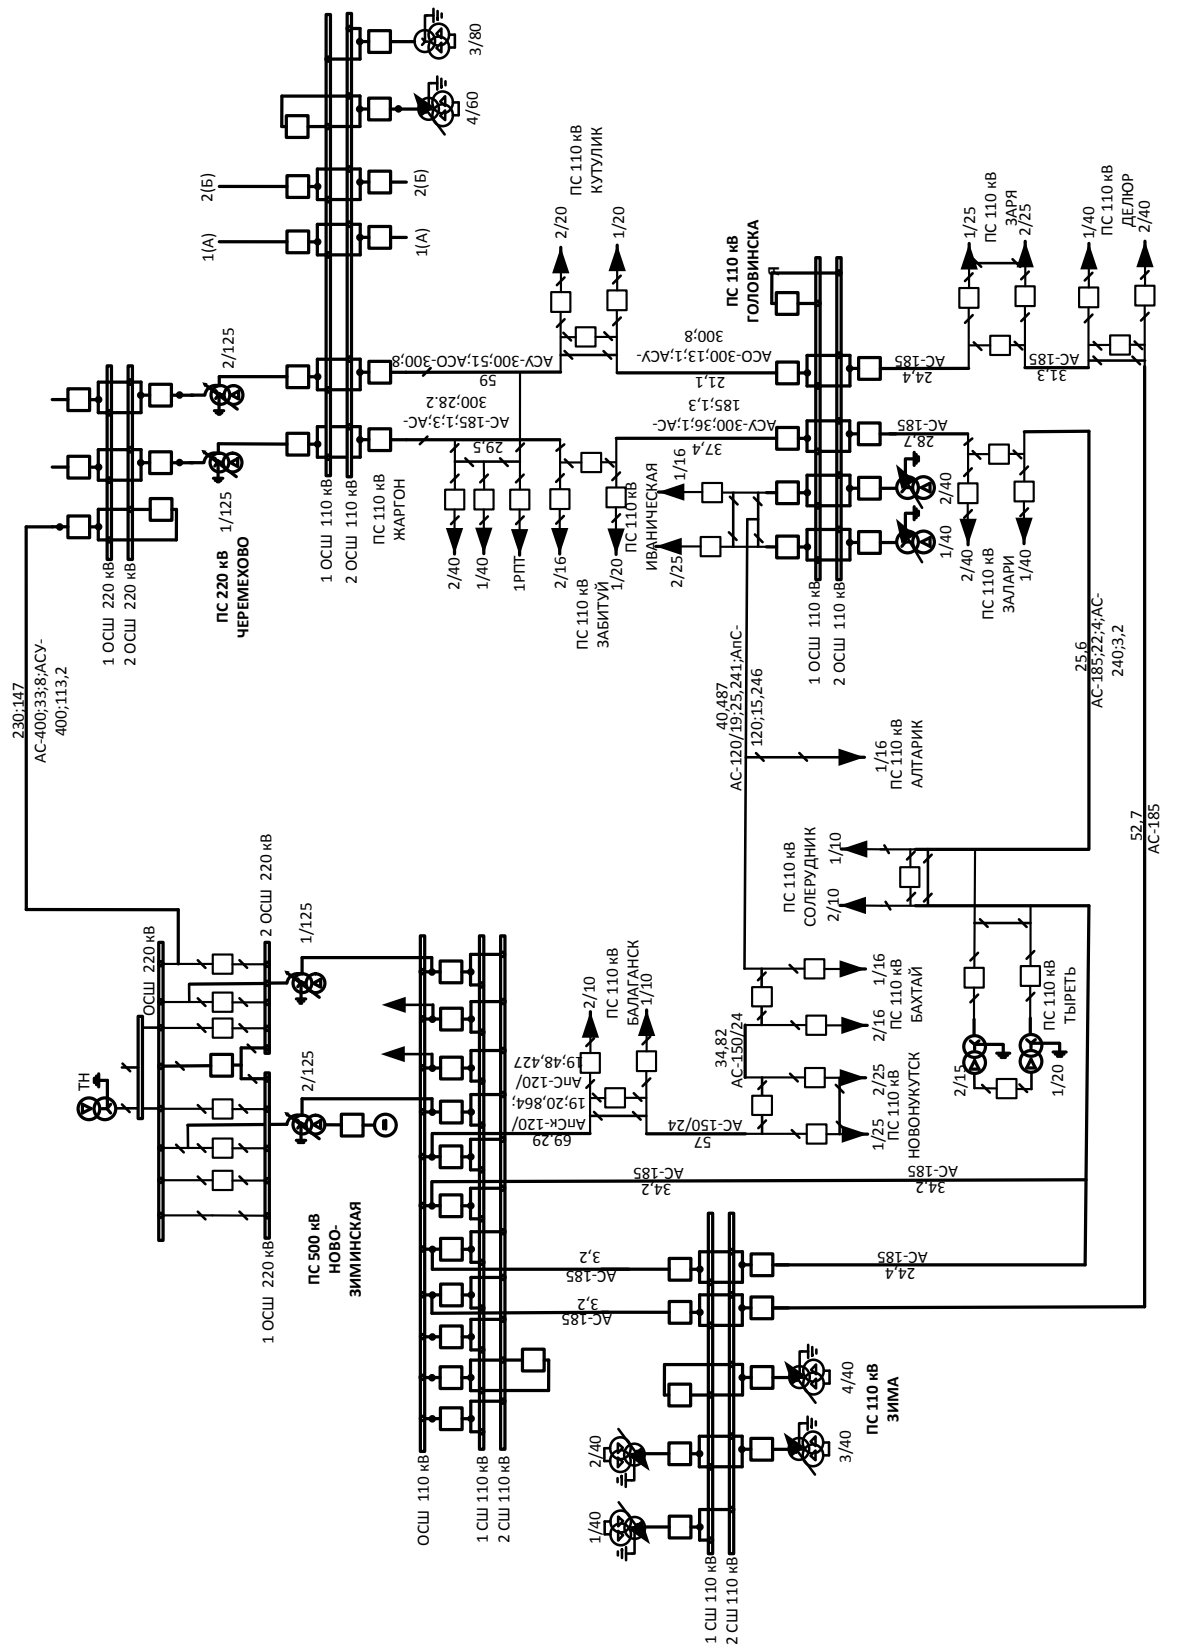 3/80
4/60
2(Б)
2(Б)
1(А)
1(А)
2/125
1/125
1 ОСШ 220 кВ
2 ОСШ 220 кВ
ПС 220 кВ
ЧЕРЕМЕХОВО
1 ОСШ 110 кВ
2 ОСШ 110 кВ
ПС 110 кВ
ЖАРГОН
АСУ-300;51;АСО-300;8
59
АС-185;1;3;АС-
300;28.2
29,5
2/40
1/40
1РПТ
2/16
1/20
ПС 110 кВ
ЗАБИТУЙ
2/20
1/20
ПС 110 кВ
КУТУЛИК
АСО-300;13;1;АСУ-
300;8
21,1
АСУ-300;36;1;АС-
185;1,3
37,4
ПС 110 кВ
ИВАНИЧЕСКАЯ
1/16
2/25
ПС 110 кВ
ГОЛОВИНСКА
Я
1 ОСШ 110 кВ
2 ОСШ 110 кВ
2/40
1/40
АС-185
24,4
АС-185
28,7
1/25
ПС 110 кВ
ЗАРЯ
2/25
АС-185
31,3
1/40
ПС 110 кВ
ДЕЛЮР
2/40
2/40
ПС 110 кВ
ЗАЛАРИ
1/40
25,6
АС-185;22;4;АС-
240;3,2
52,7
АС-185
230;147
АС-400;33;8;АСУ-
400;113,2
40,487
АС-120/19;25,241;АпС-
120;15,246
1/16
ПС 110 кВ
АЛТАРИК
ПС 110 кВ
СОЛЕРУДНИК
1/10
2/10
2/15
1/20
ПС 110 кВ
ТЫРЕТЬ
1/16
ПС 110 кВ
БАХТАЙ
2/16
34,82
АС-150/24
2/25
ПС 110 кВ
1/25
НОВОНУКУТСК
АС-150/24
57
2/10
ПС 110 кВ
БАЛАГАНСК
1/10
Апск-120/
19;20,864;
АпС-120/
19;48,427
69,29
ТН
ОСШ 220 кВ
2 ОСШ 220 кВ
1 ОСШ 220 кВ
1/125
2/125
ПС 500 кВ
НОВО-
ЗИМИНСКАЯ
ОСШ 110 кВ
1 СШ 110 кВ
2 СШ 110 кВ
АС-185
34,2
АС-185
34,2
3,2
АС-185
3,2
АС-185
АС-185
24,4
2/40
1/40
4/40
3/40
ПС 110 кВ
ЗИМА
1 СШ 110 кВ
2 СШ 110 кВ